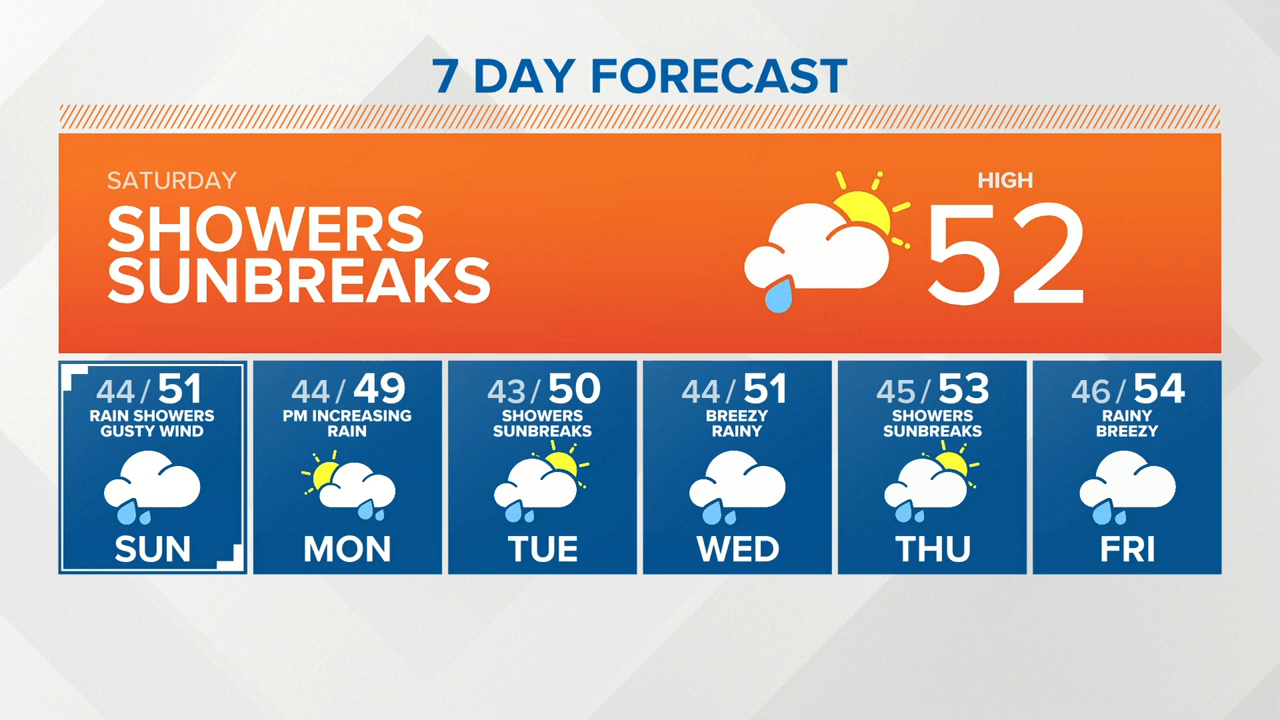 7 DAY FORECAST
SATURDAY
SHOWERS
SUNBREAKS
HIGH
52
44 / 51
RAIN SHOWERS
GUSTY WIND
SUN
44 / 49
PM INCREASING
RAIN
MON
43 / 50
SHOWERS
SUNBREAKS
TUE
44 / 51
BREEZY
RAINY
WED
45 / 53
SHOWERS
SUNBREAKS
THU
46 / 54
RAINY
BREEZY
FRI